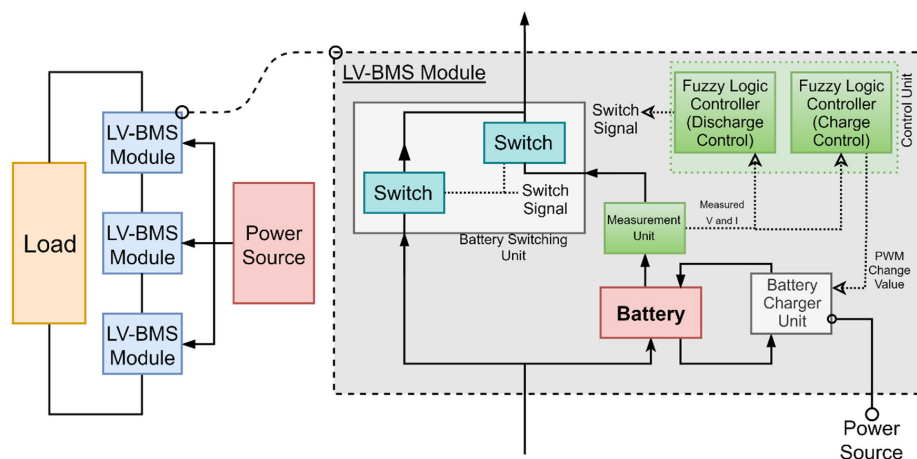 LV-BMS
Module
LV-BMS
Module
LV-BMS
Module
Load
Power
Source
LV-BMS Module
Switch
Switch
Switch
Signal
Battery Switching
Unit
Switch
Signal
Fuzzy Logic
Controller
(Discharge
Control)
Fuzzy Logic
Controller
(Charge
Control)
Control Unit
Measurement
Unit
Measured
V and I
PWM
Change
Value
Battery
Battery
Charger
Unit
Power
Source